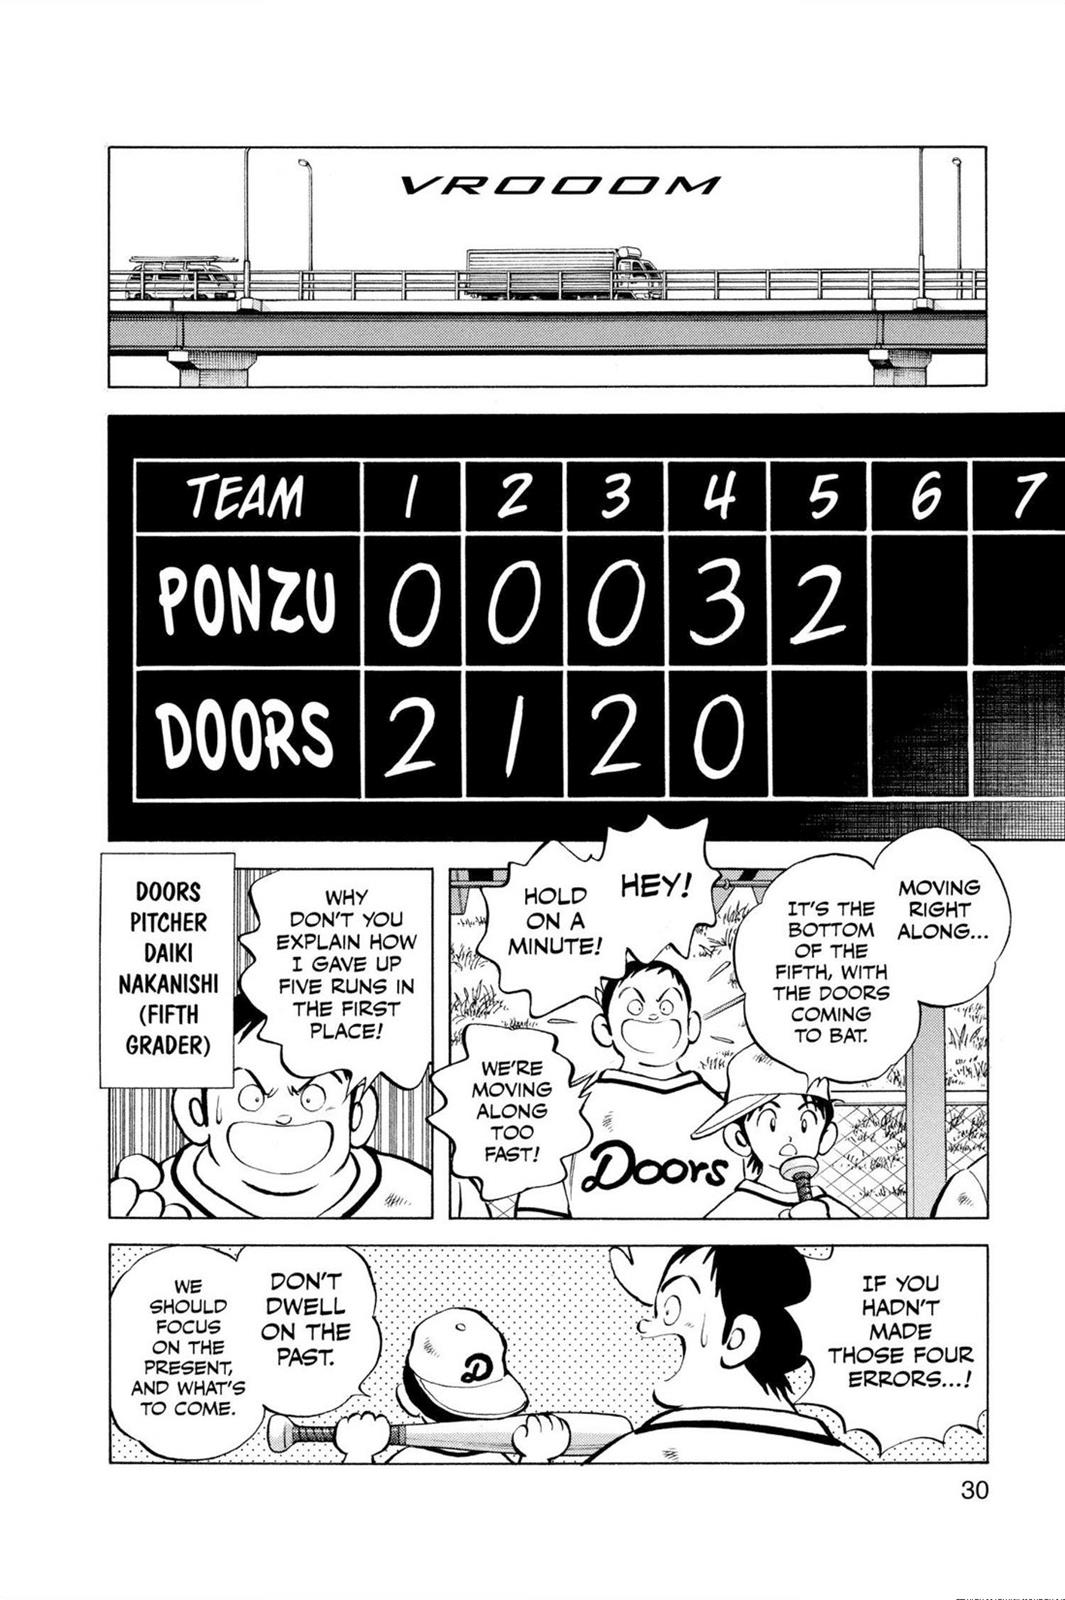 VROOOM
TEAM 1 2 3 4 5 6 7
PONZU 0 0 0 3 2
DOORS 2 1 2 0
MOVING
RIGHT
ALONG...
IT'S THE
BOTTOM
OF THE
FIFTH, WITH
THE DOORS
COMING
TO BAT.
HEY!
HOLD
ON A
MINUTE!
WE'RE
MOVING
ALONG
TOO
FAST!
Doors
WHY
DON'T YOU
EXPLAIN HOW
I GAVE UP
FIVE RUNS IN
THE FIRST
PLACE!
DOORS
PITCHER
DAIKI
NAKANISHI
(FIFTH
GRADER)
IF YOU
HADN'T
MADE
THOSE FOUR
ERRORS...!
D
DON'T
DWELL
ON THE
PAST.
WE
SHOULD
FOCUS
ON THE
PRESENT,
AND WHAT'S
TO COME.
30